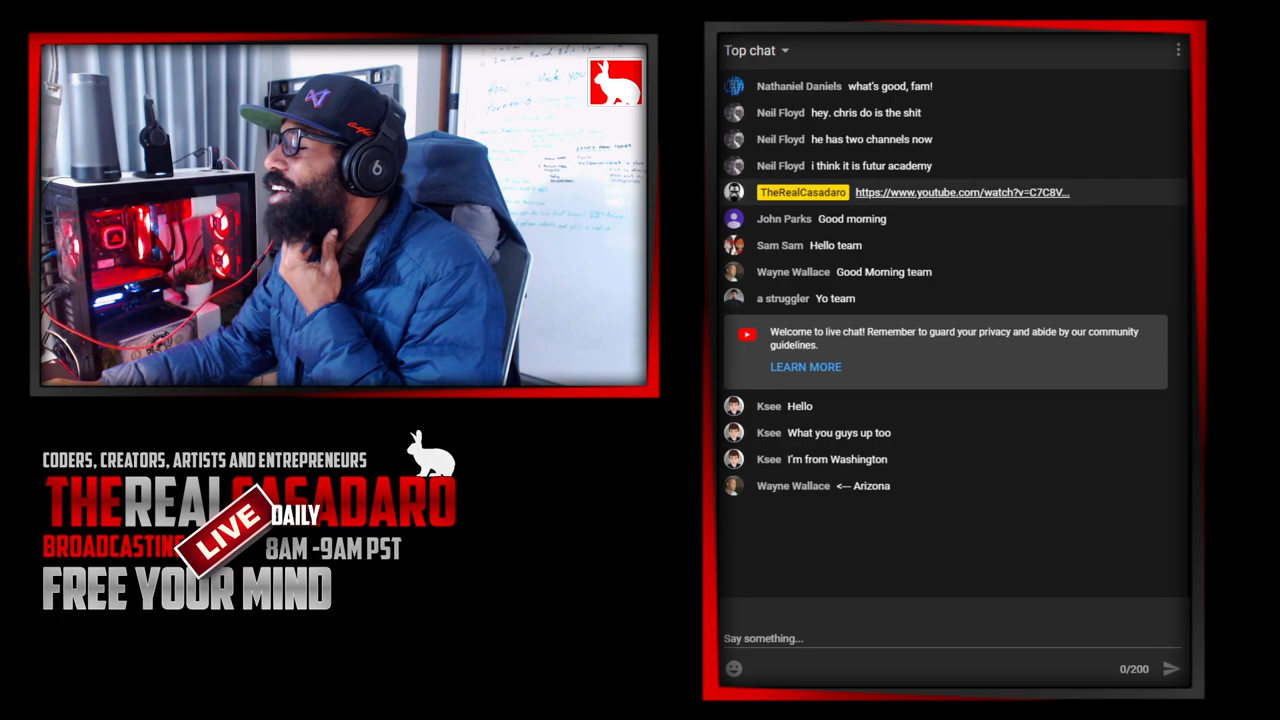 CODERS, CREATORS, ARTISTS AND ENTREPRENEURS
THEREALCASADARO
LIVE
DAILY
BROADCASTING
8AM -9AM PST
FREE YOUR MIND
Top chat
Nathaniel Daniels what's good, fam!
Neil Floyd hey. chris do is the shit
Neil Floyd he has two channels now
Neil Floyd i think it is futur academy
TheRealCasadaro https://www.youtube.com/watch?v=C7C8V...
John Parks Good morning
Sam Sam Hello team
Wayne Wallace Good Morning team
a struggler Yo team
Welcome to live chat! Remember to guard your privacy and abide by our community
guidelines.
LEARN MORE
Ksee Hello
Ksee What you guys up too
Ksee I'm from Washington
Wayne Wallace <--- Arizona
Say something...
0/200